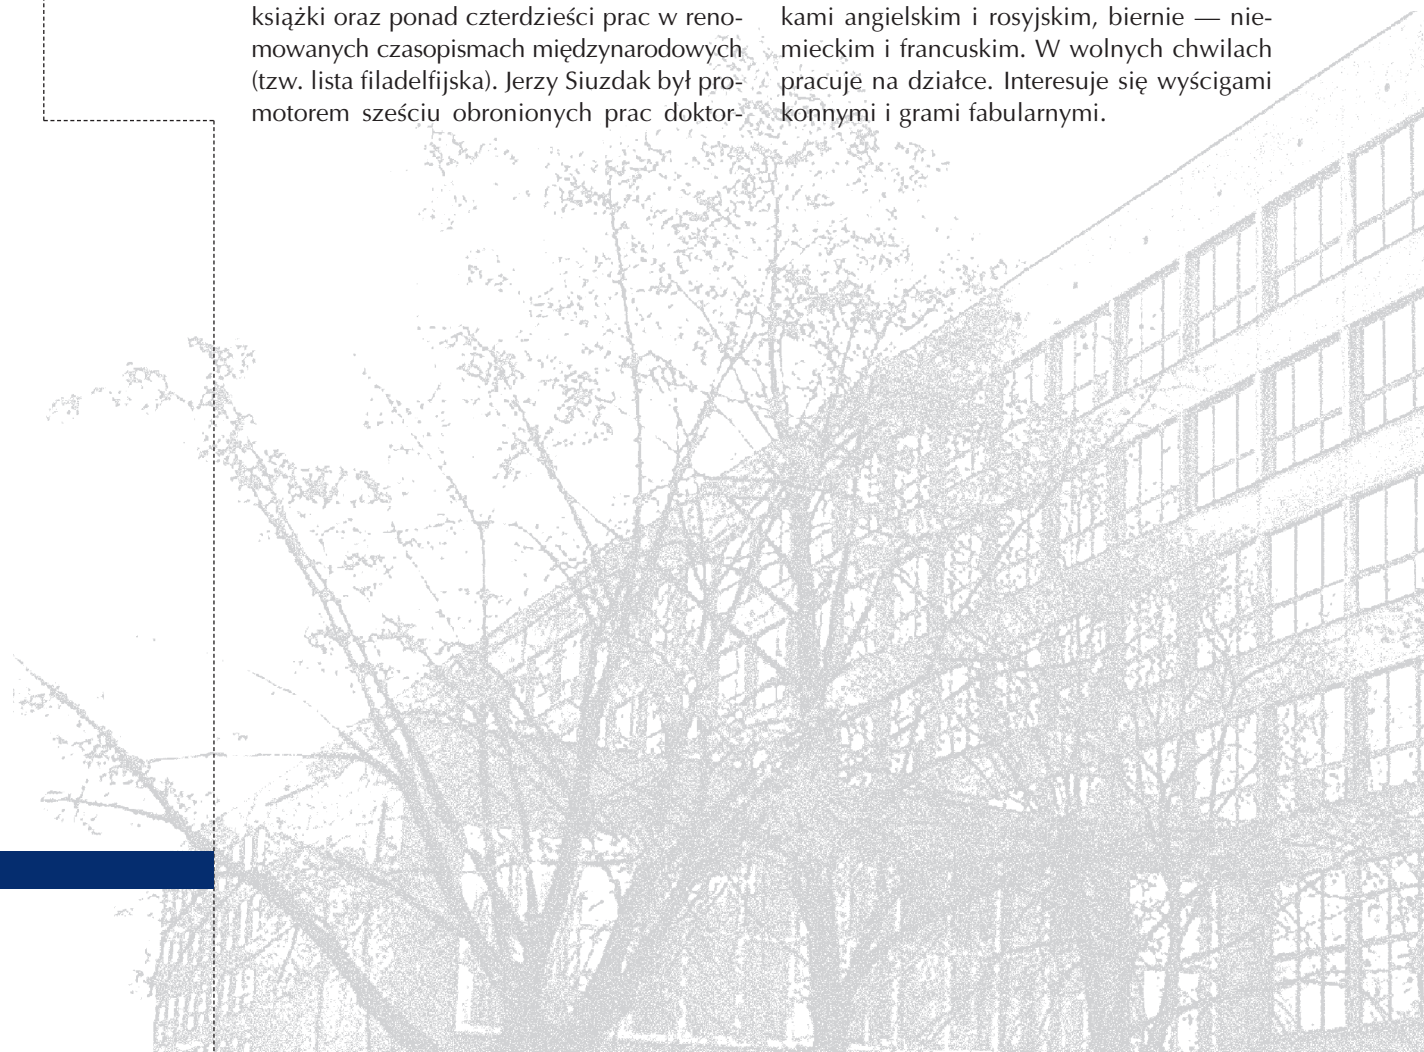 książki oraz ponad czterdzieści prac w reno-
mowanych czasopismach międzynarodowych
(tzw. lista filadelfijska). Jerzy Siuzdak był pro-
motorem sześciu obronionych prac doktor-
kami angielskim i rosyjskim, biernie — nie-
mieckim i francuskim. W wolnych chwilach
pracuje na działce. Interesuje się wyścigami
konnymi i grami fabularnymi.